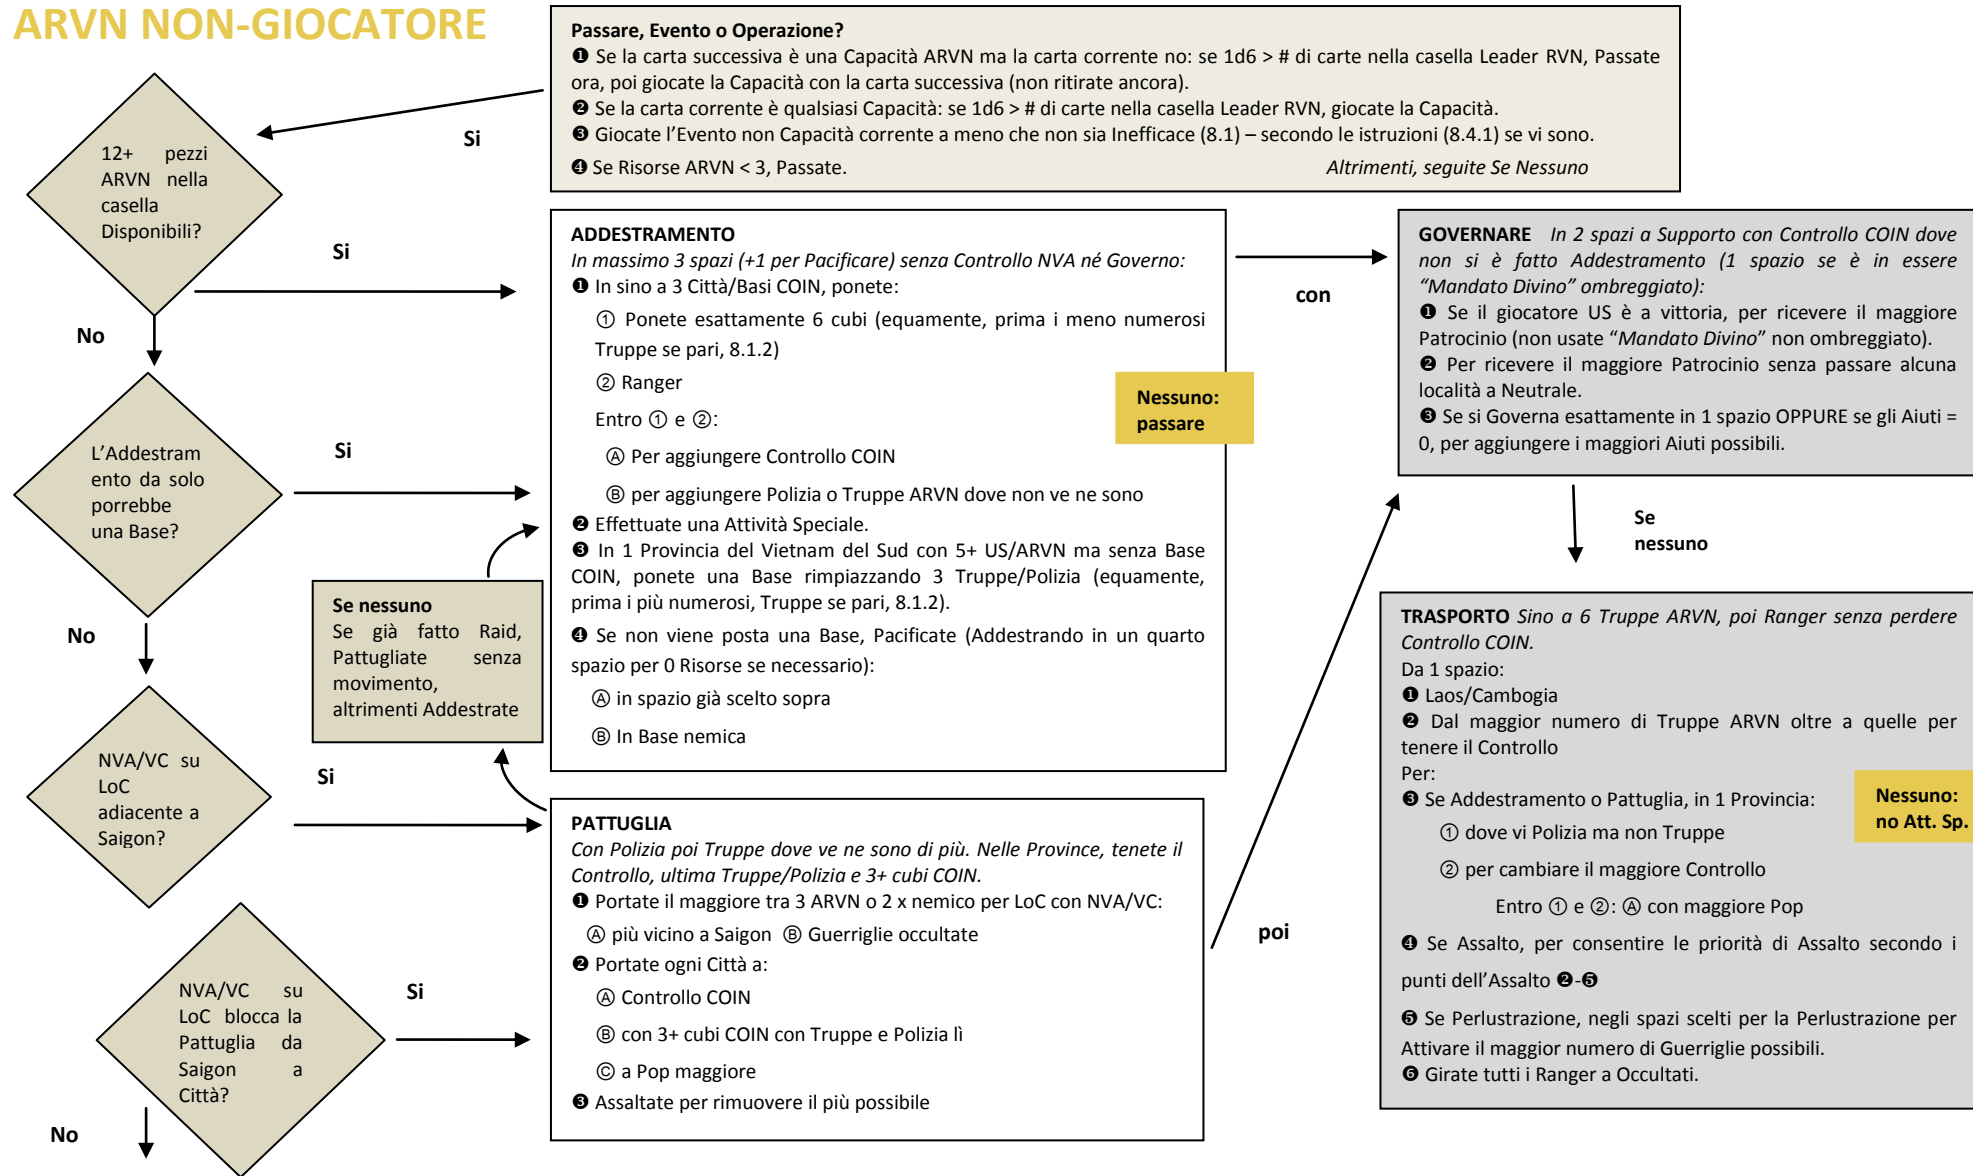 ARVN NON-GIOCATORE
Passare, Evento o Operazione?
❶ Se la carta successiva è una Capacità ARVN ma la carta corrente no: se 1d6 > # di carte nella casella Leader RVN, Passate
ora, poi giocate la Capacità con la carta successiva (non ritirate ancora).
❷ Se la carta corrente è qualsiasi Capacità: se 1d6 > # di carte nella casella Leader RVN, giocate la Capacità.
❸ Giocate l’Evento non Capacità corrente a meno che non sia Inefficace (8.1) – secondo le istruzioni (8.4.1) se vi sono.
❹ Se Risorse ARVN < 3, Passate. Altrimenti, seguite Se Nessuno
Si
12+ pezzi
ARVN nella
casella
Disponibili?
Si
No
L’Addestram
ento da solo
porrebbe
una Base?
Si
No
NVA/VC su
LoC
adiacente a
Saigon?
Si
NVA/VC su
LoC blocca la
Pattuglia da
Saigon a
Città?
Si
No
Se nessuno
Se già fatto Raid,
Pattugliate senza
movimento,
altrimenti Addestrate
ADDESTRAMENTO
In massimo 3 spazi (+1 per Pacificare) senza Controllo NVA né Governo:
❶ In sino a 3 Città/Basi COIN, ponete:
① Ponete esattamente 6 cubi (equamente, prima i meno numerosi
Truppe se pari, 8.1.2)
② Ranger
Entro ① e ②:
Ⓐ Per aggiungere Controllo COIN
Ⓑ per aggiungere Polizia o Truppe ARVN dove non ve ne sono
❷ Effettuate una Attività Speciale.
❸ In 1 Provincia del Vietnam del Sud con 5+ US/ARVN ma senza Base
COIN, ponete una Base rimpiazzando 3 Truppe/Polizia (equamente,
prima i più numerosi, Truppe se pari, 8.1.2).
❹ Se non viene posta una Base, Pacificate (Addestrando in un quarto
spazio per 0 Risorse se necessario):
Ⓐ in spazio già scelto sopra
Ⓑ In Base nemica
Nessuno:
passare
PATTUGLIA
Con Polizia poi Truppe dove ve ne sono di più. Nelle Province, tenete il
Controllo, ultima Truppe/Polizia e 3+ cubi COIN.
❶ Portate il maggiore tra 3 ARVN o 2 x nemico per LoC con NVA/VC:
Ⓐ più vicino a Saigon Ⓑ Guerriglie occultate
❷ Portate ogni Città a:
Ⓐ Controllo COIN
Ⓑ con 3+ cubi COIN con Truppe e Polizia lì
Ⓒ a Pop maggiore
❸ Assaltate per rimuovere il più possibile
con
poi
GOVERNARE In 2 spazi a Supporto con Controllo COIN dove
non si è fatto Addestramento (1 spazio se è in essere
“Mandato Divino” ombreggiato):
❶ Se il giocatore US è a vittoria, per ricevere il maggiore
Patrocinio (non usate “Mandato Divino” non ombreggiato).
❷ Per ricevere il maggiore Patrocinio senza passare alcuna
località a Neutrale.
❸ Se si Governa esattamente in 1 spazio OPPURE se gli Aiuti =
0, per aggiungere i maggiori Aiuti possibili.
Se
nessuno
TRASPORTO Sino a 6 Truppe ARVN, poi Ranger senza perdere
Controllo COIN.
Da 1 spazio:
❶ Laos/Cambogia
❷ Dal maggior numero di Truppe ARVN oltre a quelle per
tenere il Controllo
Per:
❸ Se Addestramento o Pattuglia, in 1 Provincia:
① dove vi Polizia ma non Truppe
② per cambiare il maggiore Controllo
Entro ① e ②: Ⓐ con maggiore Pop
❹ Se Assalto, per consentire le priorità di Assalto secondo i
punti dell’Assalto ❷-❺
❺ Se Perlustrazione, negli spazi scelti per la Perlustrazione per
Attivare il maggior numero di Guerriglie possibili.
❻ Girate tutti i Ranger a Occultati.
Nessuno:
no Att. Sp.